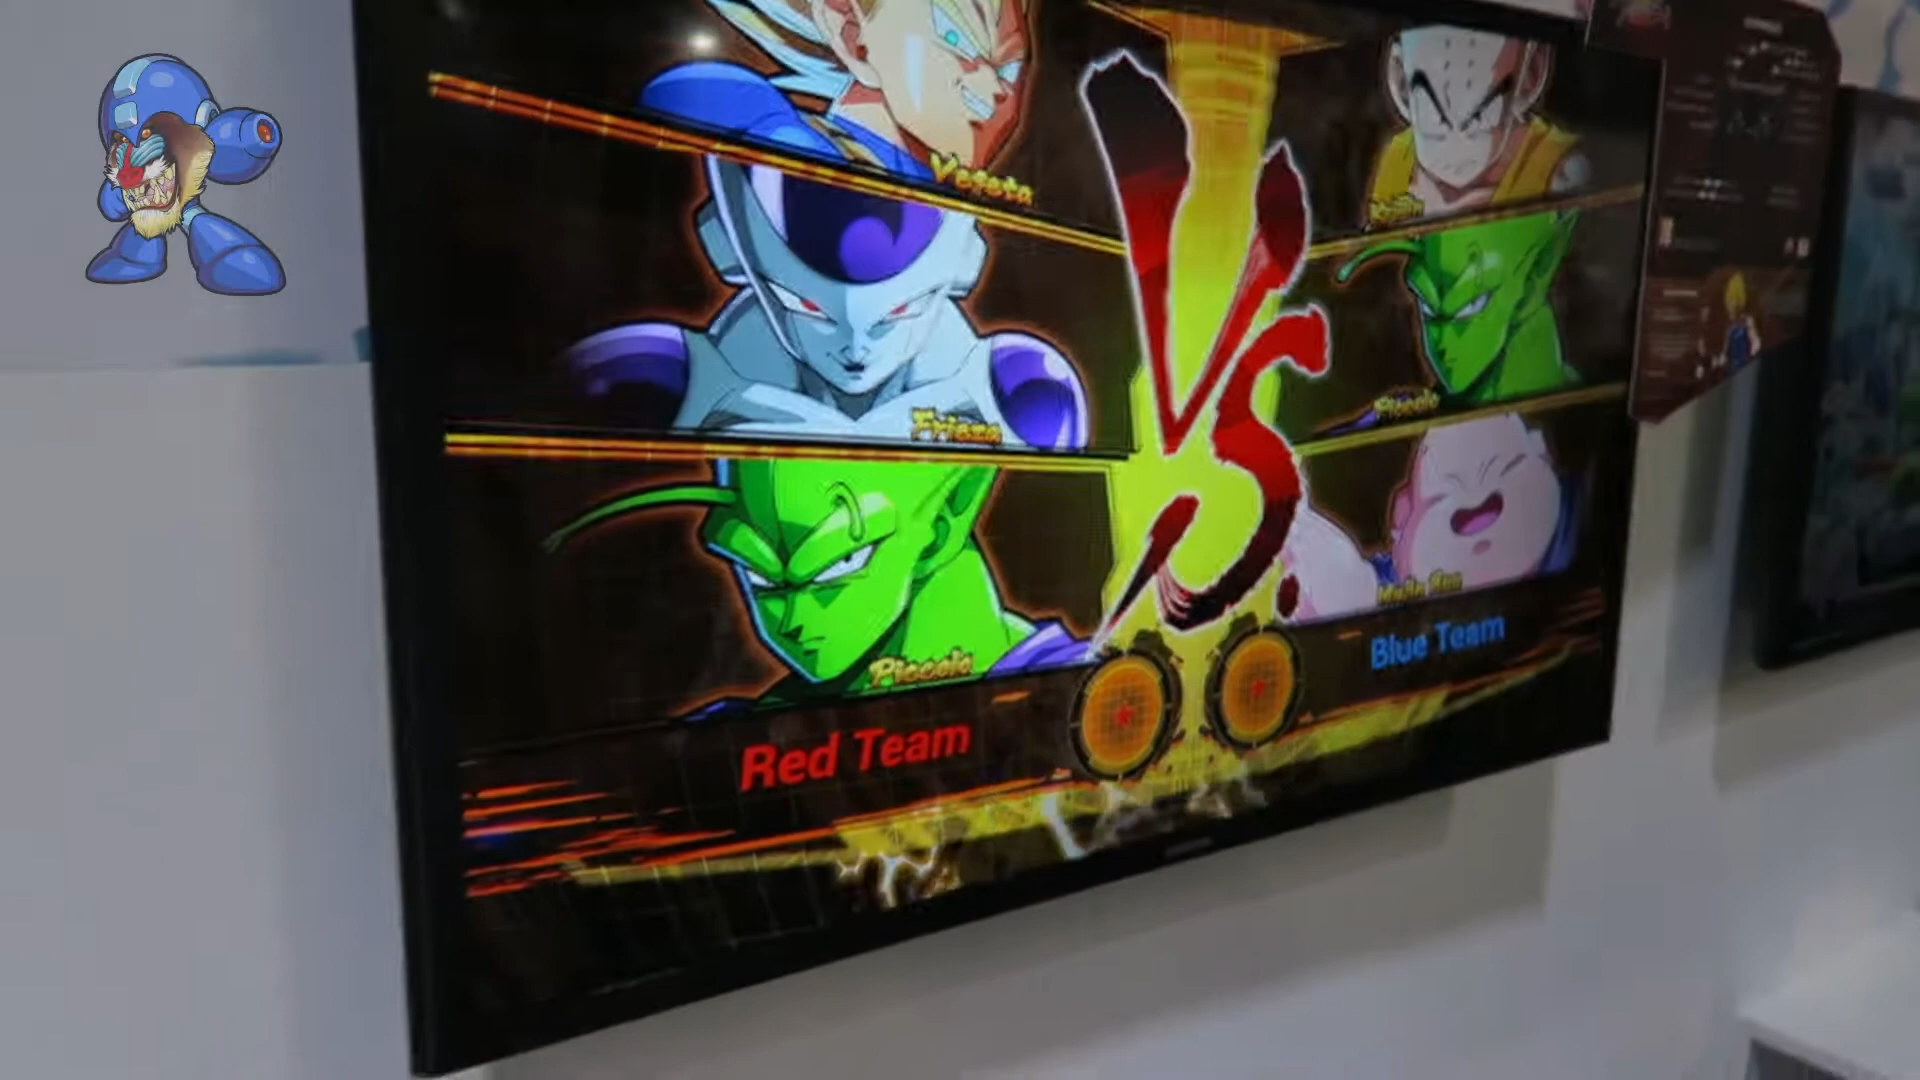 Vegeta
Krillin
Frieza
Piccolo
Piccolo
Majin Buu
VS.
Red Team
Blue Team